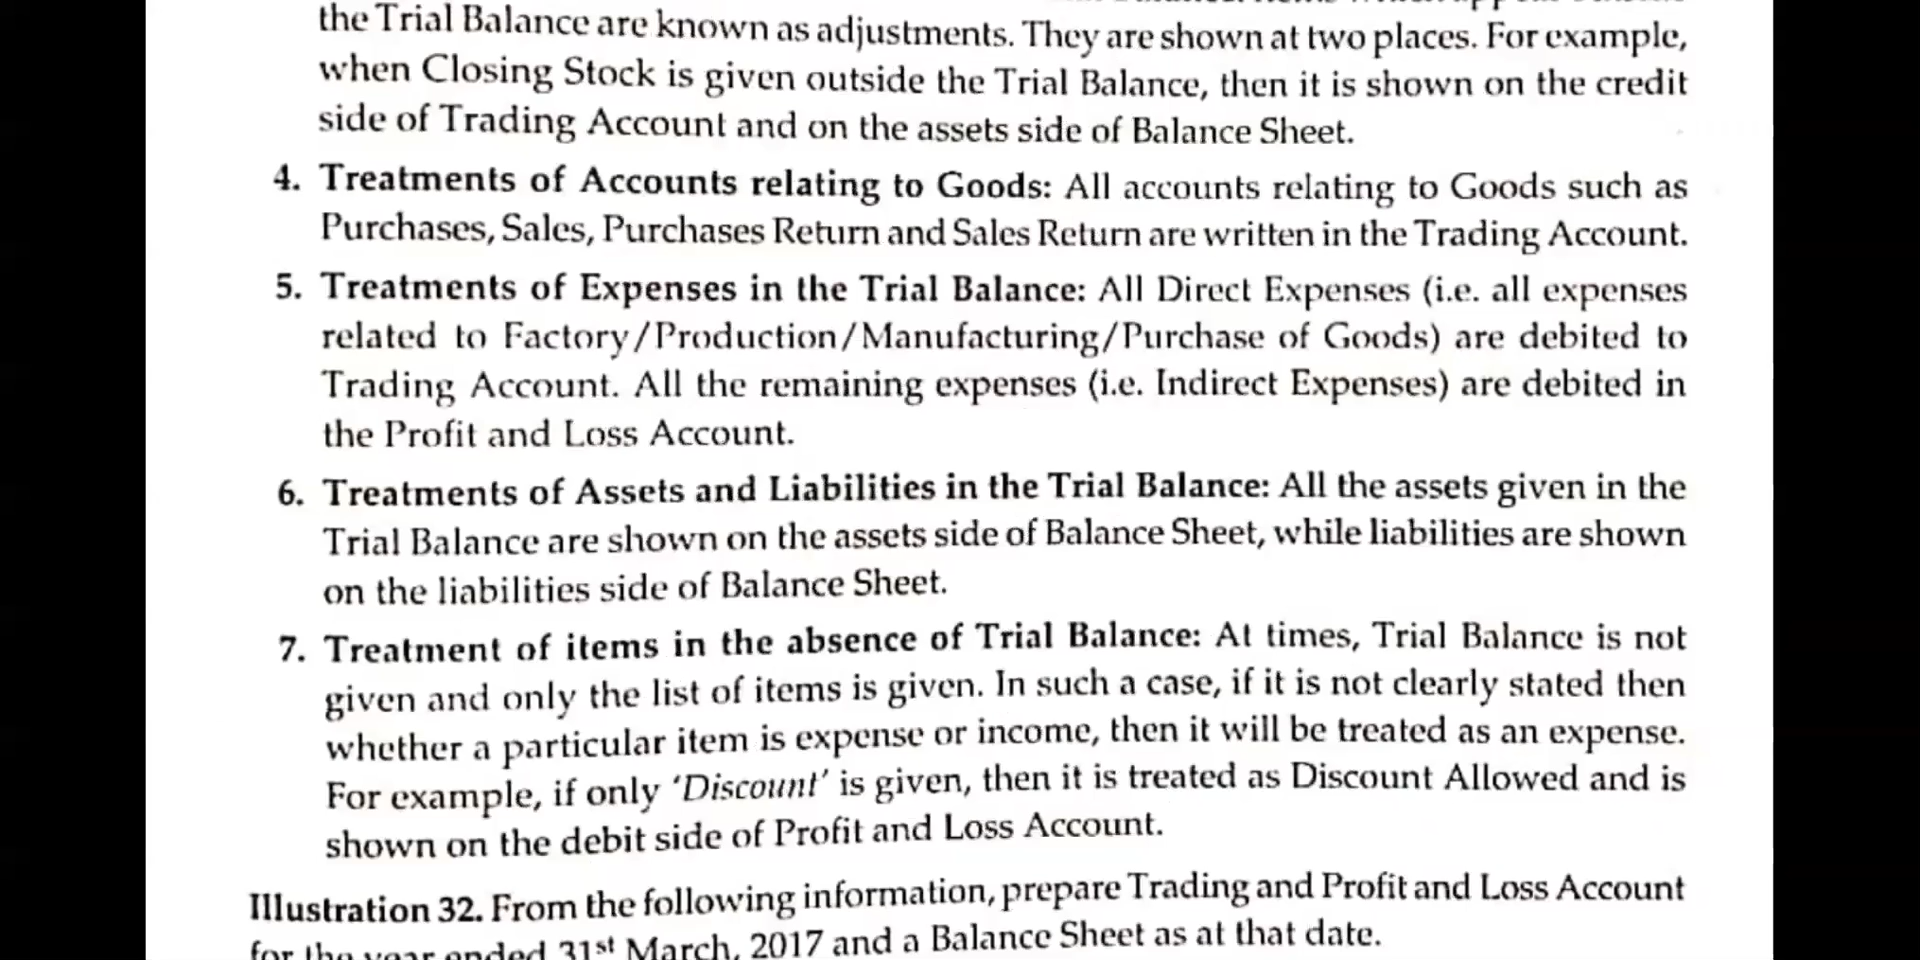 the Trial Balance are known as adjustments. They are shown at two places. For example,
when Closing Stock is given outside the Trial Balance, then it is shown on the credit
side of Trading Account and on the assets side of Balance Sheet.
4. Treatments of Accounts relating to Goods: All accounts relating to Goods such as
Purchases, Sales, Purchases Return and Sales Return are written in the Trading Account.
5. Treatments of Expenses in the Trial Balance: All Direct Expenses (i.e. all expenses
related to Factory/Production/Manufacturing/Purchase of Goods) are debited to
Trading Account. All the remaining expenses (i.e. Indirect Expenses) are debited in
the Profit and Loss Account.
6. Treatments of Assets and Liabilities in the Trial Balance: All the assets given in the
Trial Balance are shown on the assets side of Balance Sheet, while liabilities are shown
on the liabilities side of Balance Sheet.
7. Treatment of items in the absence of Trial Balance: At times, Trial Balance is not
given and only the list of items is given. In such a case, if it is not clearly stated then
whether a particular item is expense or income, then it will be treated as an expense.
For example, if only ‘Discount’ is given, then it is treated as Discount Allowed and is
shown on the debit side of Profit and Loss Account.
Illustration 32. From the following information, prepare Trading and Profit and Loss Account
for the year ended 31st March, 2017 and a Balance Sheet as at that date.